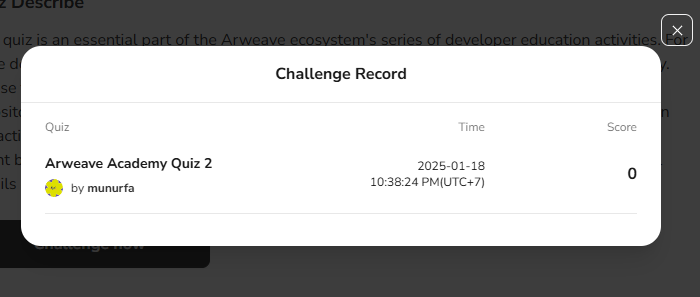 z Describe
quiz is an essential part of the Arweave ecosystem's series of developer education activities. For
Challenge Record
Quiz Time Score
Arweave Academy Quiz 2
by munurfa
2025-01-18
10:38:24 PM(UTC+7)
0
Challenge now